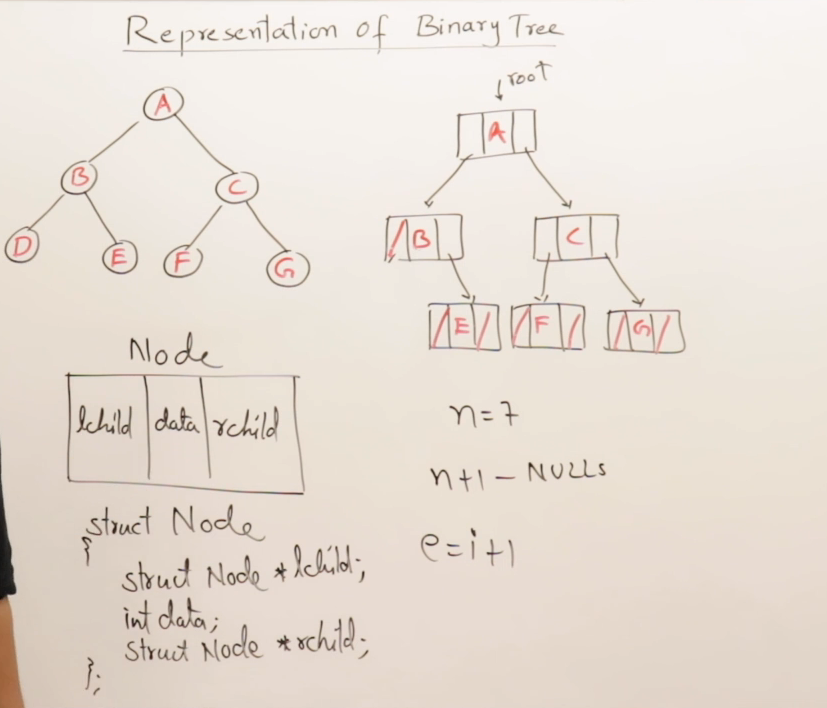 Representation of Binary Tree
A
B
C
D
E
F
G
root
A
B
C
E
F
G
Node
lchild data rchild
struct Node
{
struct Node *lchild;
int data;
struct Node *rchild;
};
n=7
n+1 - NULLs
e=i+1